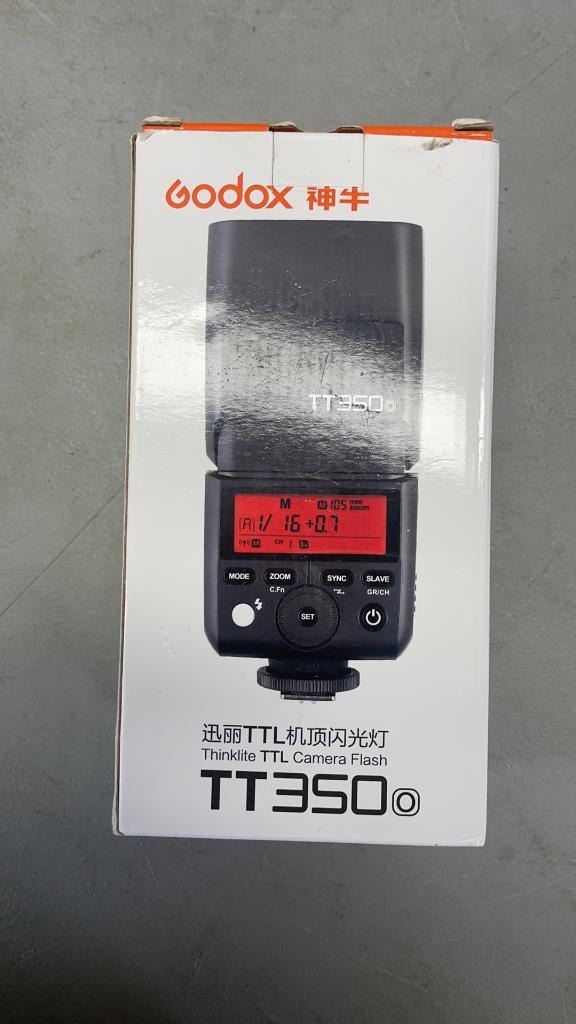 Godox 神牛
TT350o
M M 105 mm zoom
[A] 1/ 16 +0.7
M CH 1
MODE ZOOM SYNC SLAVE
C.Fn GR/CH
SET
迅丽TTL机顶闪光灯
Thinklite TTL Camera Flash
TT350o